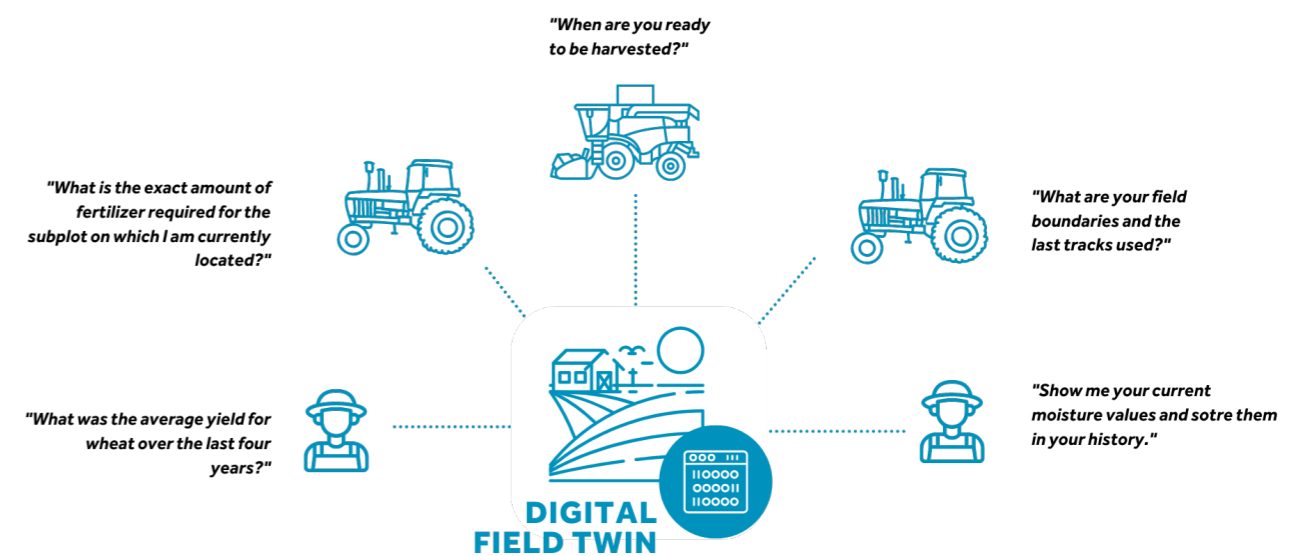 "When are you ready
to be harvested?"
"What is the exact amount of
fertilizer required for the
subplot on which I am currently
located?"
"What are your field
boundaries and the
last tracks used?"
"What was the average yield for
wheat over the last four
years?"
"Show me your current
moisture values and sotre them
in your history."
110000
000011
110000
DIGITAL
FIELD TWIN